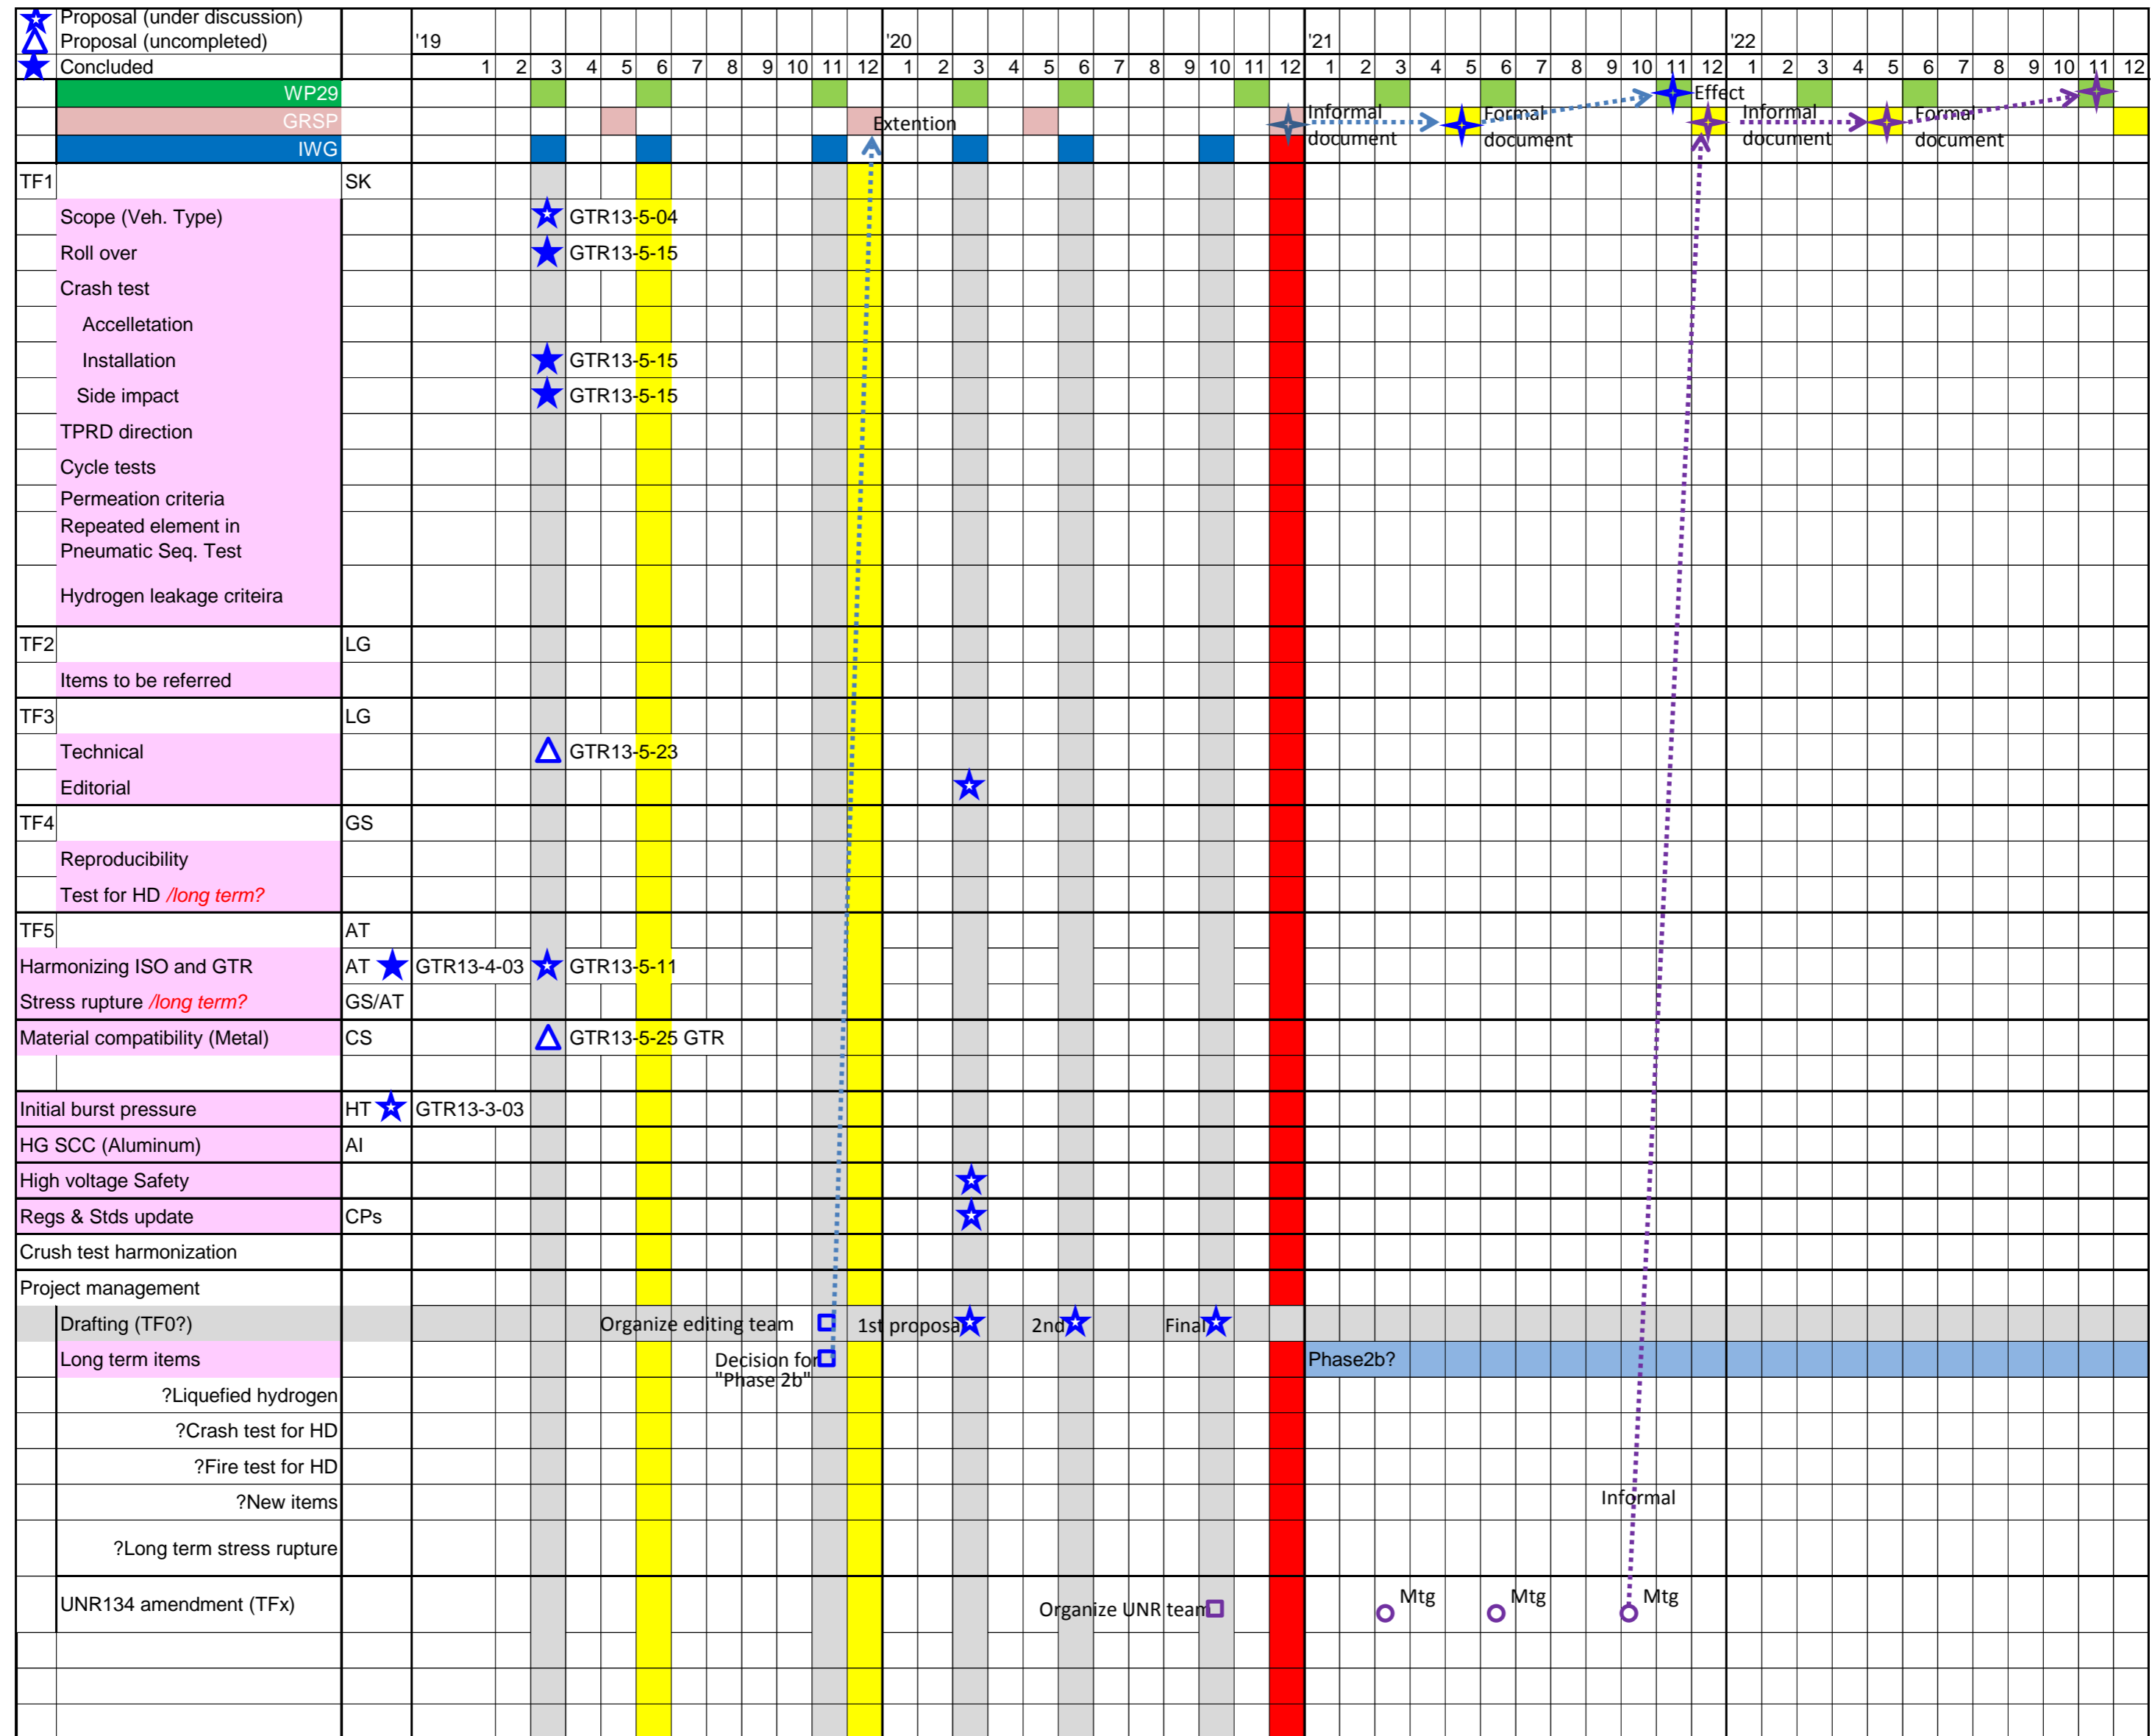 Proposal (under discussion)
Proposal (uncompleted)
'19 '20 '21 '22
Concluded
1 2 3 4 5 6 7 8 9 10 11 12 1 2 3 4 5 6 7 8 9 10 11 12 1 2 3 4 5 6 7 8 9 10 11 12 1 2 3 4 5 6 7 8 9 10 11 12
WP29
Effect
GRSP
Extention
Informal
document
Formal
document
Informal
document
Formal
document
IWG
TF1 SK
Scope (Veh. Type) GTR13-5-04
Roll over GTR13-5-15
Crash test
Accelletation
Installation GTR13-5-15
Side impact GTR13-5-15
TPRD direction
Cycle tests
Permeation criteria
Repeated element in
Pneumatic Seq. Test
Hydrogen leakage criteira
TF2 LG
Items to be referred
TF3 LG
Technical GTR13-5-23
Editorial
TF4 GS
Reproducibility
Test for HD /long term?
TF5 AT
Harmonizing ISO and GTR AT GTR13-4-03 GTR13-5-11
Stress rupture /long term? GS/AT
Material compatibility (Metal) CS GTR13-5-25 GTR
Initial burst pressure HT GTR13-3-03
HG SCC (Aluminum) AI
High voltage Safety
Regs & Stds update CPs
Crush test harmonization
Project management
Drafting (TF0?) Organize editing team 1st proposal 2nd Final
Long term items Decision for
"Phase 2b"
Phase2b?
?Liquefied hydrogen
?Crash test for HD
?Fire test for HD
?New items Informal
?Long term stress rupture
UNR134 amendment (TFx) Organize UNR team Mtg Mtg Mtg